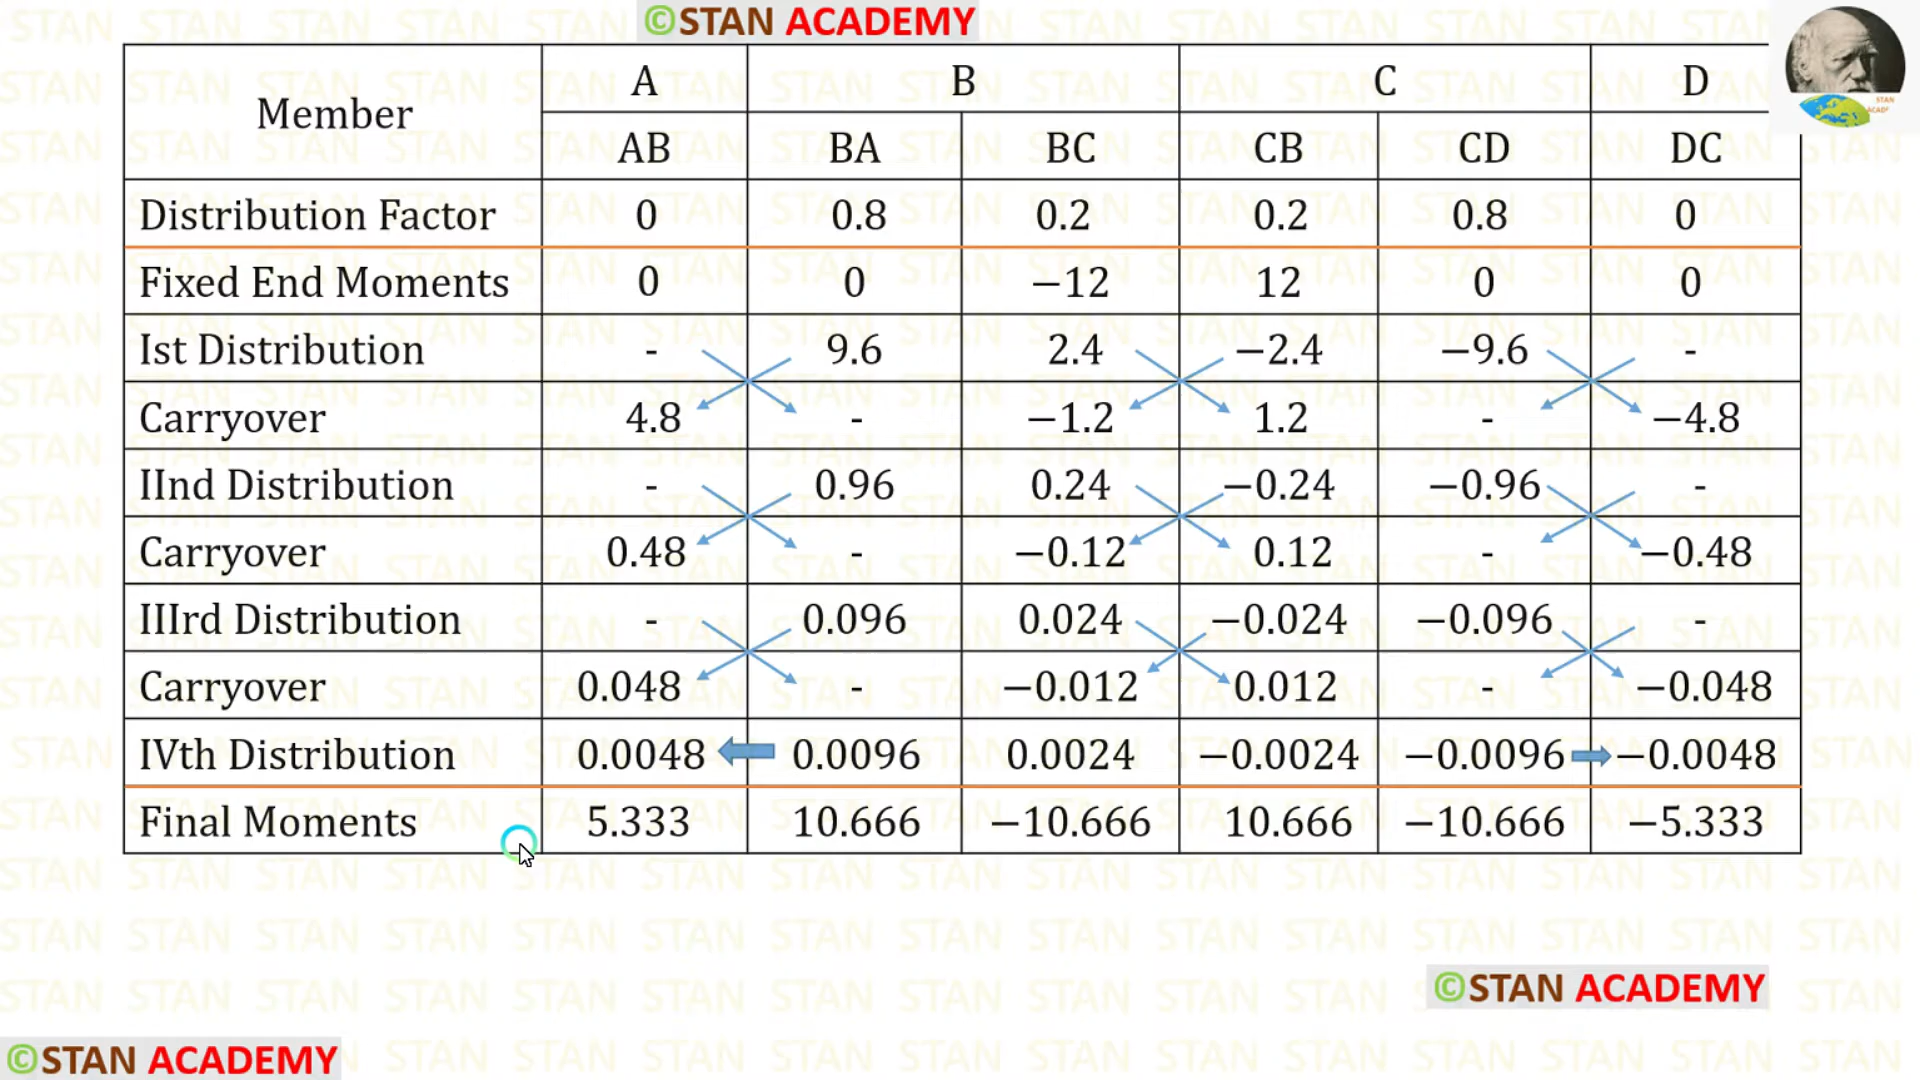 ©STAN ACADEMY
Member A B C D
AB BA BC CB CD DC
Distribution Factor 0 0.8 0.2 0.2 0.8 0
Fixed End Moments 0 0 −12 12 0 0
Ist Distribution - 9.6 2.4 −2.4 −9.6 -
Carryover 4.8 - −1.2 1.2 - −4.8
IInd Distribution - 0.96 0.24 −0.24 −0.96 -
Carryover 0.48 - −0.12 0.12 - −0.48
IIIrd Distribution - 0.096 0.024 −0.024 −0.096 -
Carryover 0.048 - −0.012 0.012 - −0.048
IVth Distribution 0.0048 0.0096 0.0024 −0.0024 −0.0096 −0.0048
Final Moments 5.333 10.666 −10.666 10.666 −10.666 −5.333
©STAN ACADEMY
©STAN ACADEMY